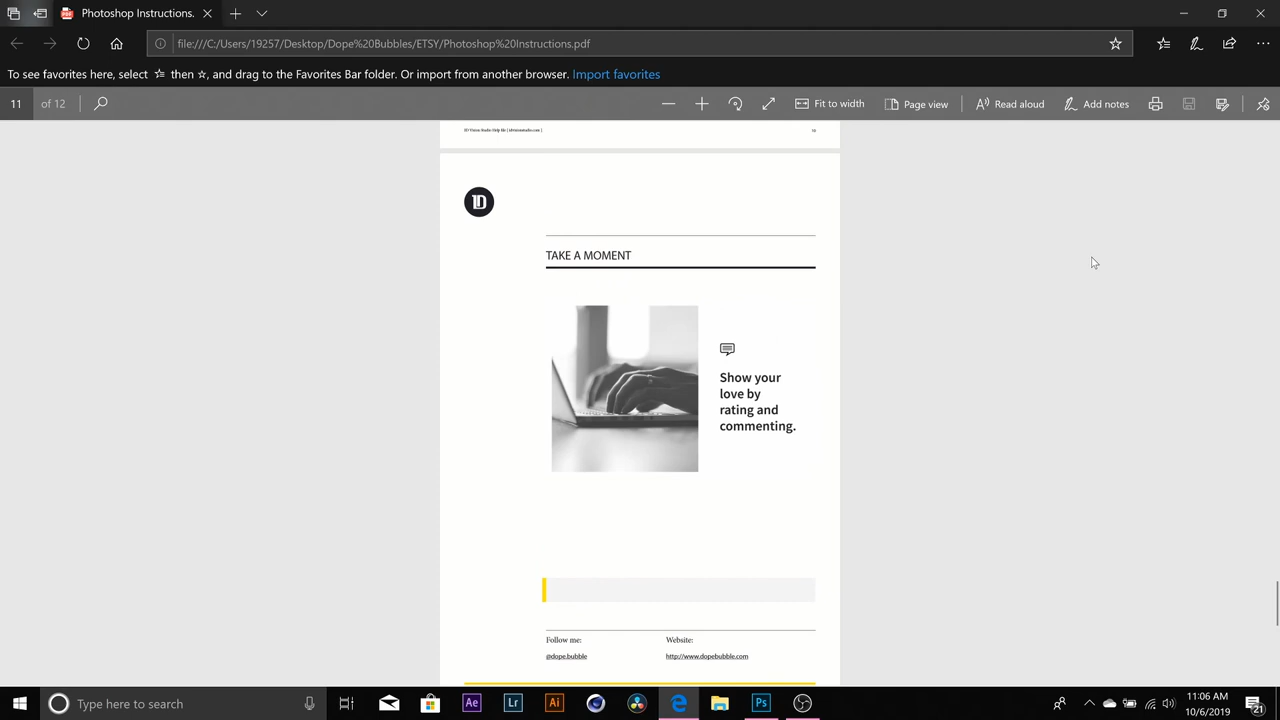 Photoshop Instructions.
file:///C:/Users/19257/Desktop/Dope%20Bubbles/ETSY/Photoshop%20Instructions.pdf
To see favorites here, select then , and drag to the Favorites Bar folder. Or import from another browser. Import favorites
11 of 12
Fit to width
Page view
Read aloud
Add notes
ID
TAKE A MOMENT
Show your
love by
rating and
commenting.
Follow me:
Website:
@dope.bubble
http://www.dopebubble.com
Type here to search
Ae
Lr
Ai
Ps
11:06 AM
10/6/2019